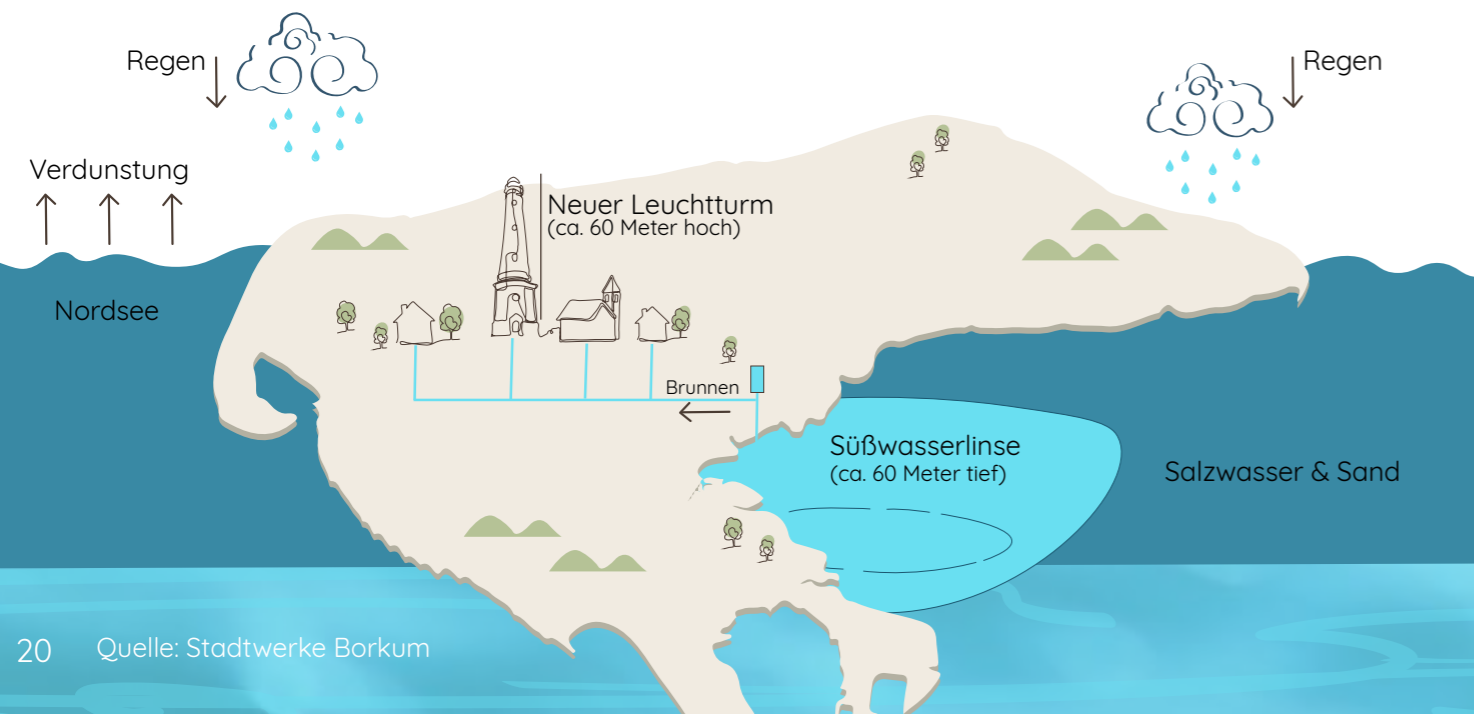 Regen
Regen
Verdunstung
Neuer Leuchtturm
(ca. 60 Meter hoch)
Nordsee
Brunnen
Süßwasserlinse
(ca. 60 Meter tief)
Salzwasser & Sand
20 Quelle: Stadtwerke Borkum